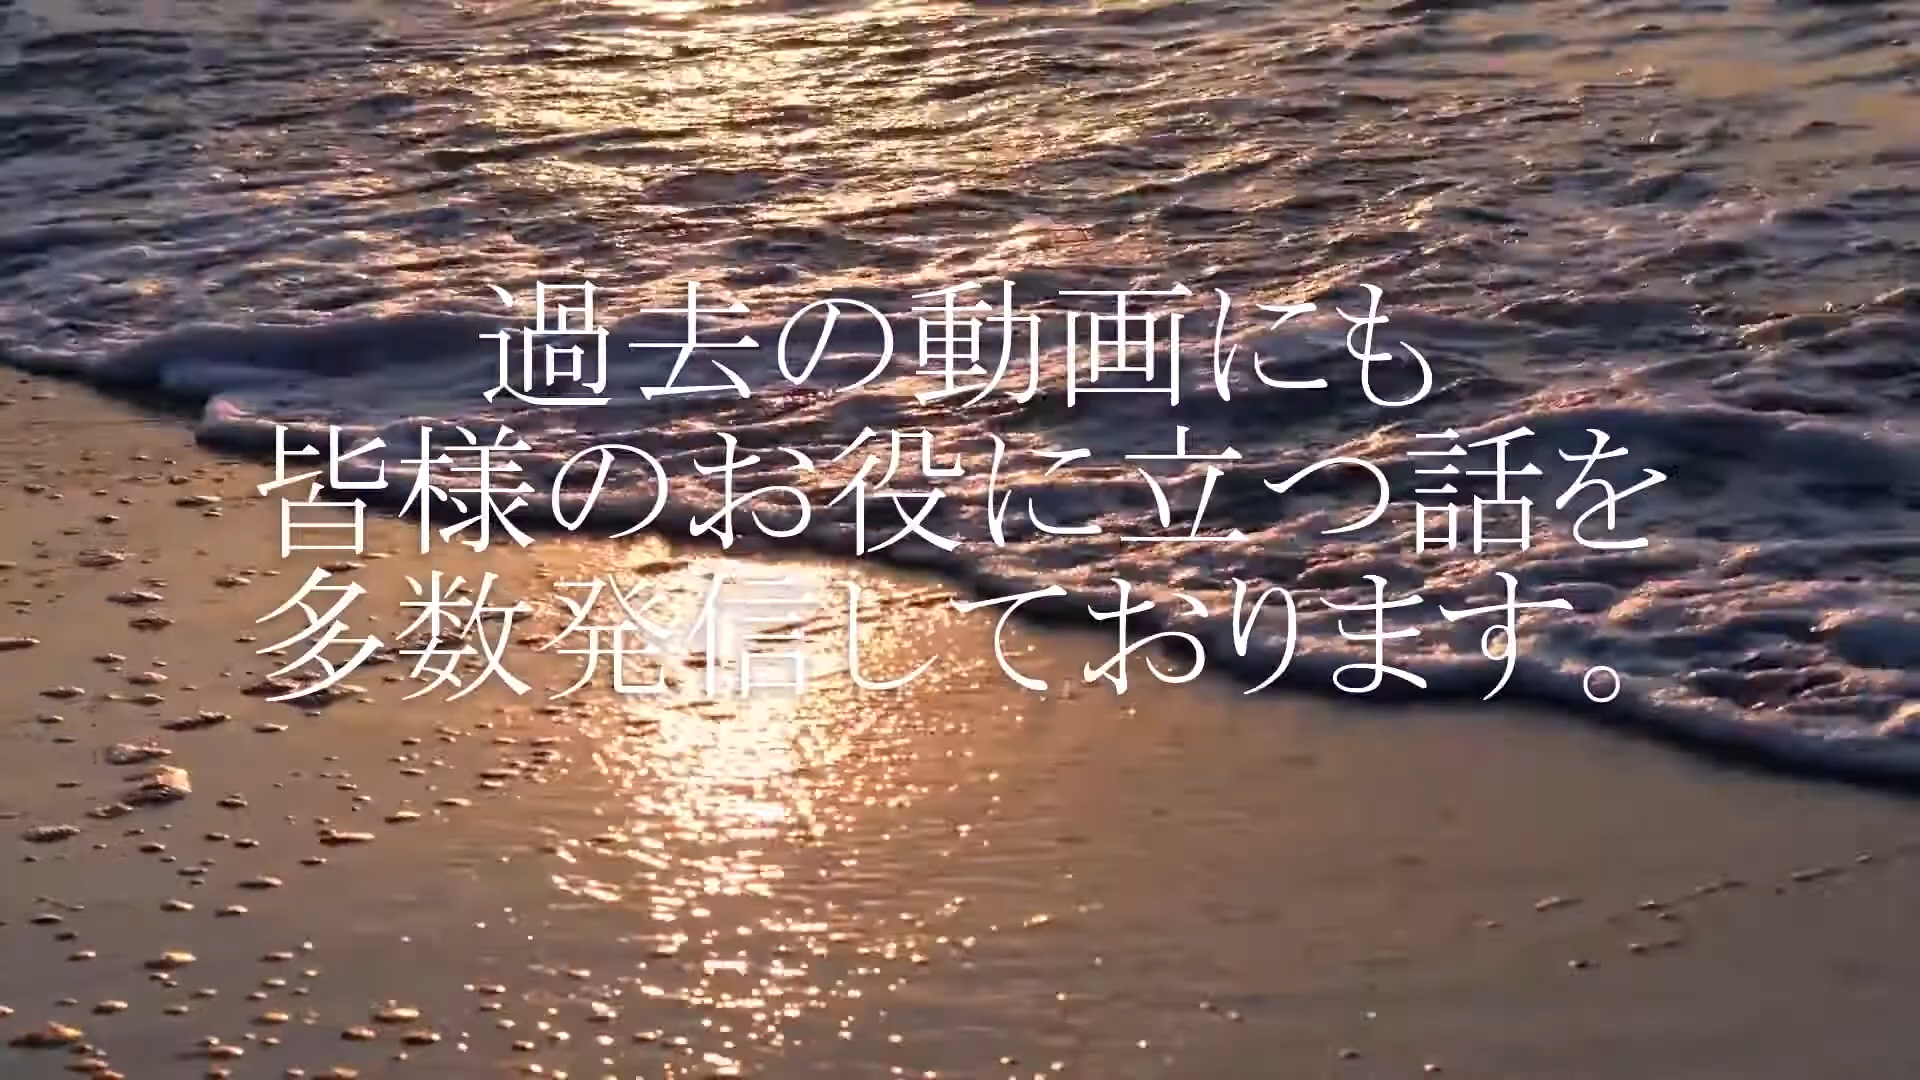 過去の動画にも
皆様のお役に立つ話を
多数発信しております。